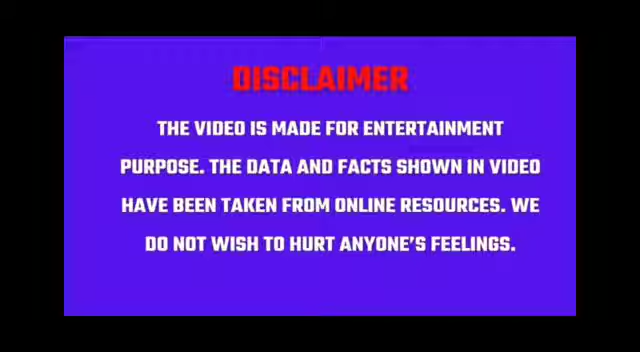 DISCLAIMER
THE VIDEO IS MADE FOR ENTERTAINMENT
PURPOSE. THE DATA AND FACTS SHOWN IN VIDEO
HAVE BEEN TAKEN FROM ONLINE RESOURCES. WE
DO NOT WISH TO HURT ANYONE'S FEELINGS.